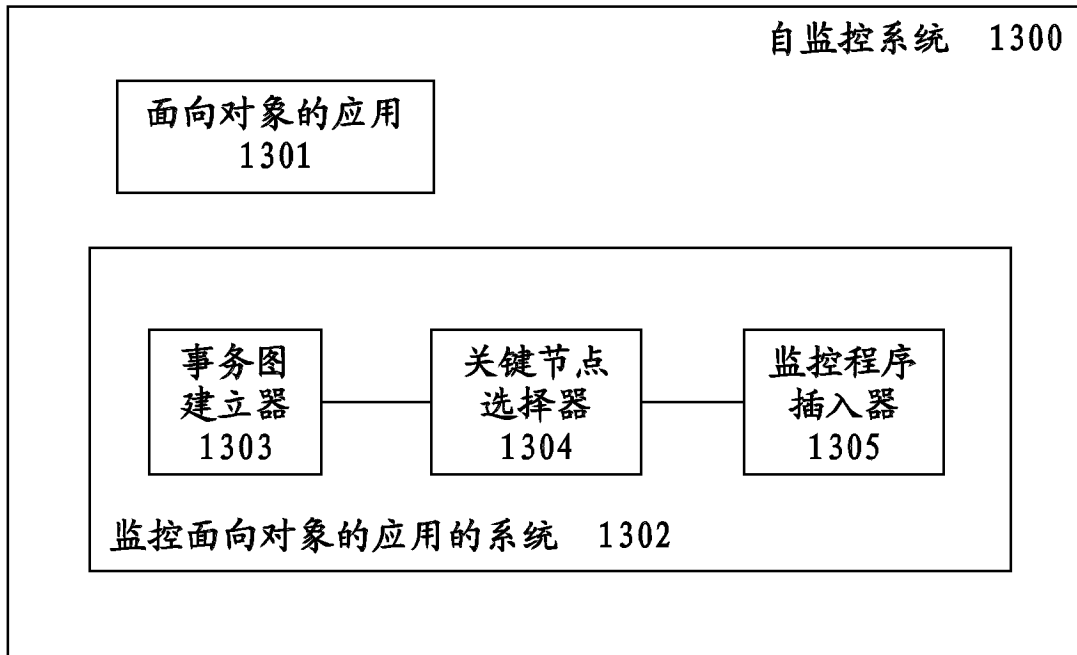 自监控系统 1300
面向对象的应用
1301
事务图
建立器
1303
关键节点
选择器
1304
监控程序
插入器
1305
监控面向对象的应用的系统 1302